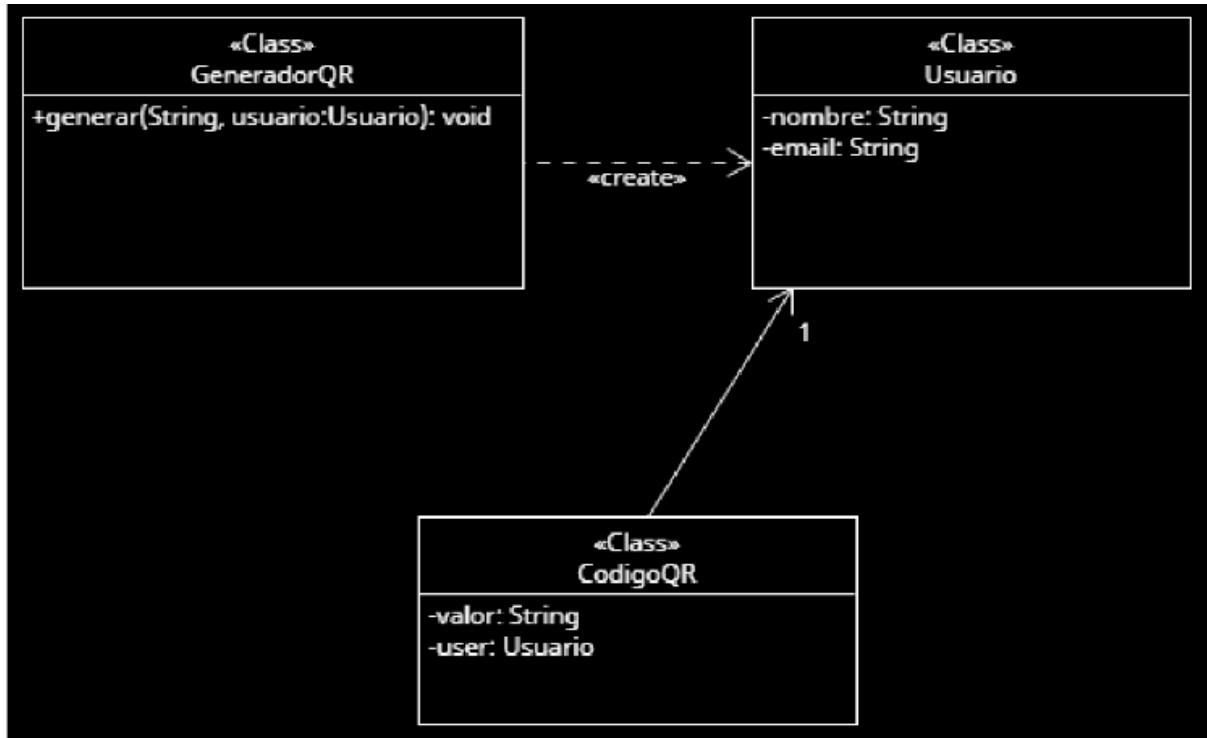 «Class»
GeneradorQR
+generar(String, usuario:Usuario): void
«Class»
Usuario
-nombre: String
-email: String
«create»
1
«Class»
CodigoQR
-valor: String
-user: Usuario